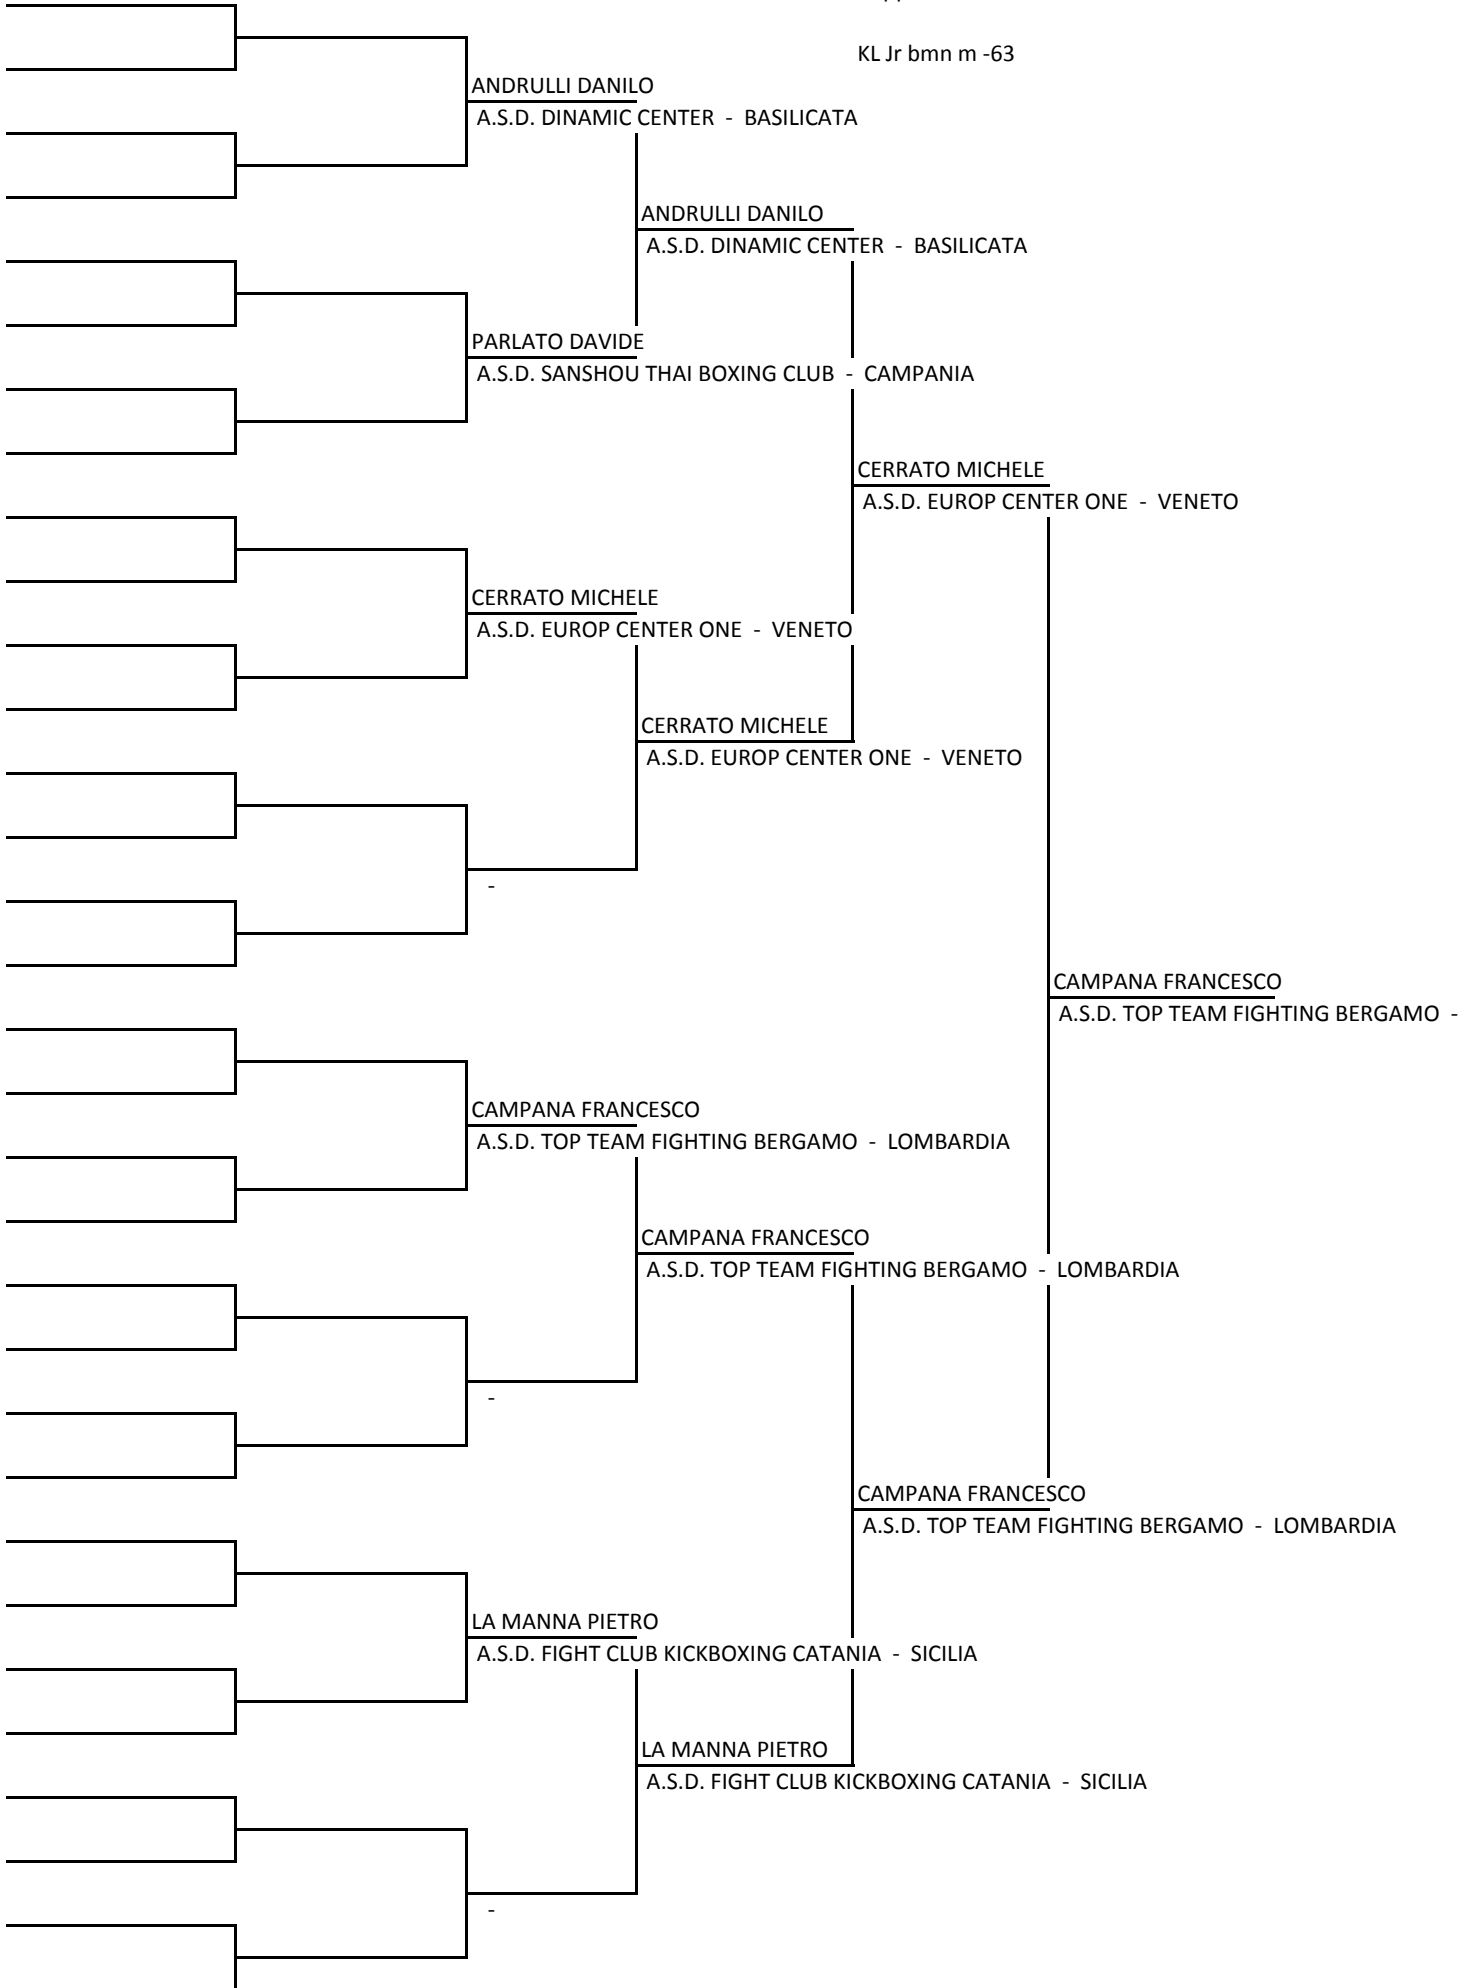 KL Jr bmn m -63
ANDRULLI DANILO
A.S.D. DINAMIC CENTER - BASILICATA
ANDRULLI DANILO
A.S.D. DINAMIC CENTER - BASILICATA
PARLATO DAVIDE
A.S.D. SANSHOU THAI BOXING CLUB - CAMPANIA
CERRATO MICHELE
A.S.D. EUROP CENTER ONE - VENETO
CERRATO MICHELE
A.S.D. EUROP CENTER ONE - VENETO
CERRATO MICHELE
A.S.D. EUROP CENTER ONE - VENETO
-
CAMPANA FRANCESCO
A.S.D. TOP TEAM FIGHTING BERGAMO -
CAMPANA FRANCESCO
A.S.D. TOP TEAM FIGHTING BERGAMO - LOMBARDIA
CAMPANA FRANCESCO
A.S.D. TOP TEAM FIGHTING BERGAMO - LOMBARDIA
-
CAMPANA FRANCESCO
A.S.D. TOP TEAM FIGHTING BERGAMO - LOMBARDIA
LA MANNA PIETRO
A.S.D. FIGHT CLUB KICKBOXING CATANIA - SICILIA
LA MANNA PIETRO
A.S.D. FIGHT CLUB KICKBOXING CATANIA - SICILIA
-